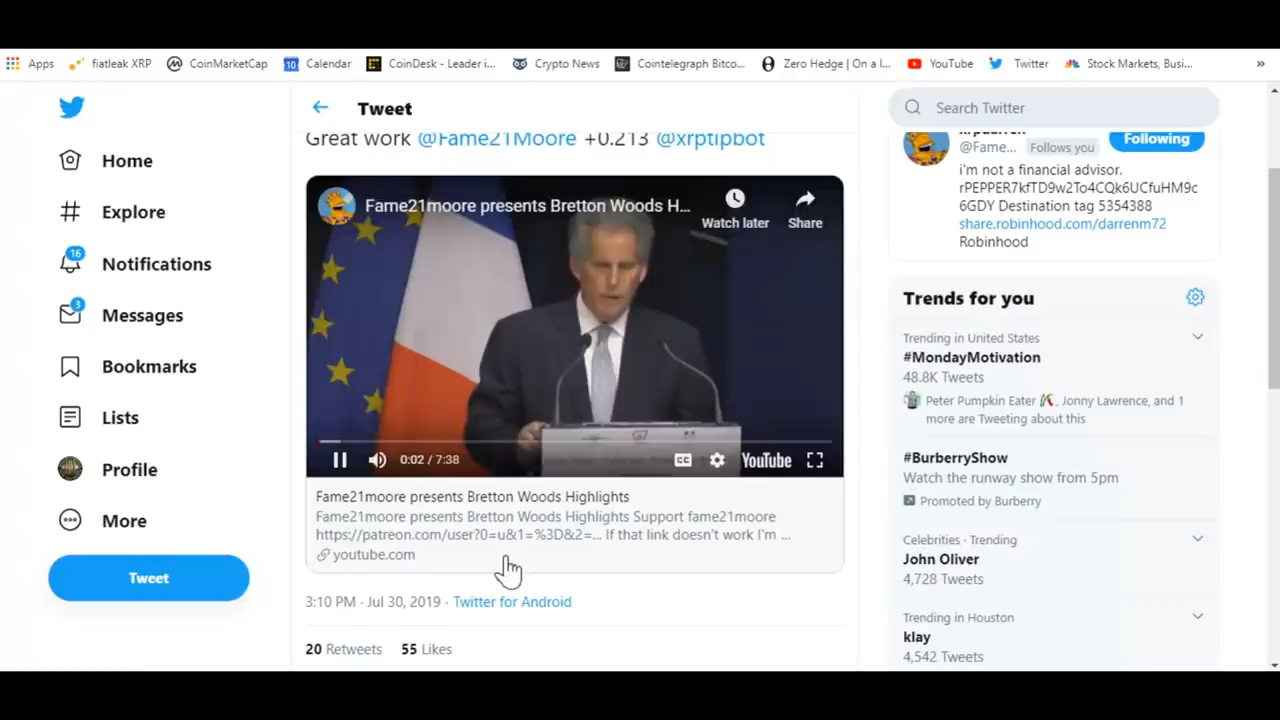 Apps
fiatleak XRP
CoinMarketCap
Calendar
CoinDesk - Leader i...
Crypto News
Cointelegraph Bitco...
Zero Hedge | On a l...
YouTube
Twitter
Stock Markets, Busi...
»
Home
Explore
16
Notifications
3
Messages
Bookmarks
Lists
Profile
More
Tweet
Tweet
Great work @Fame21Moore +0.213 @xrptipbot
Fame21moore presents Bretton Woods H...
Watch later
Share
0:02 / 7:38
CC
YouTube
Fame21moore presents Bretton Woods Highlights
Fame21moore presents Bretton Woods Highlights Support fame21moore
https://patreon.com/user?0=u&1=%3D&2=... If that link doesn't work I'm ...
youtube.com
3:10 PM · Jul 30, 2019 · Twitter for Android
20 Retweets 55 Likes
Search Twitter
xrpdarren
@Fame... Follows you
Following
i'm not a financial advisor.
rPEPPER7kfTD9w2To4CQk6UCfuHM9c
6GDY Destination tag 5354388
share.robinhood.com/darrenm72
Robinhood
Trends for you
Trending in United States
#MondayMotivation
48.8K Tweets
Peter Pumpkin Eater, Jonny Lawrence, and 1
more are Tweeting about this
#BurberryShow
Watch the runway show from 5pm
Promoted by Burberry
Celebrities · Trending
John Oliver
4,728 Tweets
Trending in Houston
klay
4,542 Tweets